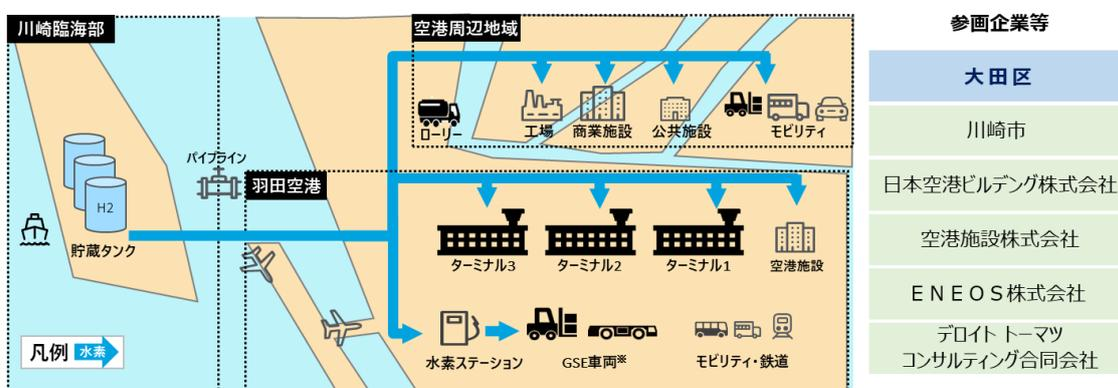 川崎臨海部
空港周辺地域
ローリー
工場
商業施設
公共施設
モビリティ
パイプライン
羽田空港
H2
貯蔵タンク
ターミナル3
ターミナル2
ターミナル1
空港施設
水素ステーション
GSE車両※
モビリティ・鉄道
凡例
水素
参画企業等
大田区
川崎市
日本空港ビルデング株式会社
空港施設株式会社
ＥＮＥＯＳ株式会社
デロイト トーマツ
コンサルティング合同会社